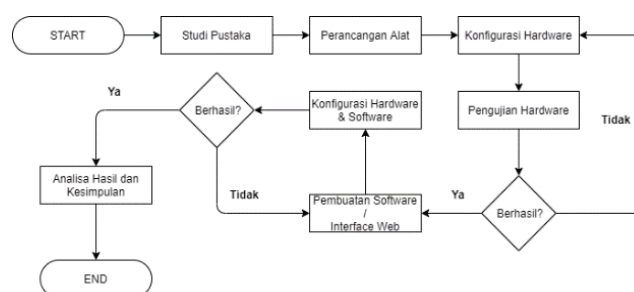 START
Studi Pustaka
Perancangan Alat
Konfigurasi Hardware
Pengujian Hardware
Tidak
Berhasil?
Ya
Pembuatan Software
/
Interface Web
Konfigurasi Hardware
& Software
Berhasil?
Tidak
Ya
Analisa Hasil dan
Kesimpulan
END